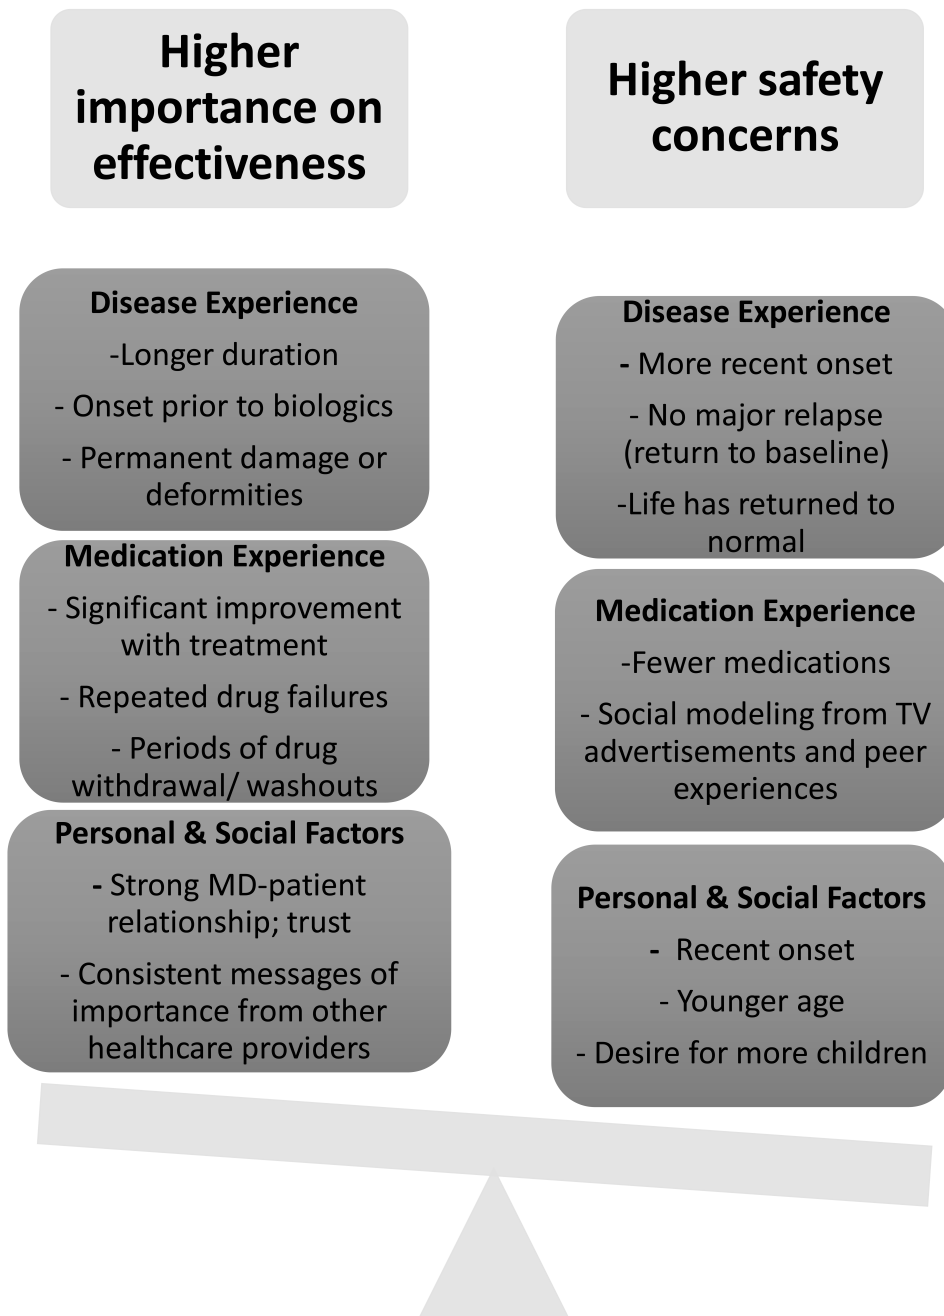 Higher
importance on
effectiveness
Disease Experience
-Longer duration
- Onset prior to biologics
- Permanent damage or
deformities
Medication Experience
- Significant improvement
with treatment
- Repeated drug failures
- Periods of drug
withdrawal/ washouts
Personal & Social Factors
- Strong MD-patient
relationship; trust
- Consistent messages of
importance from other
healthcare providers
Higher safety
concerns
Disease Experience
- More recent onset
- No major relapse
(return to baseline)
-Life has returned to
normal
Medication Experience
-Fewer medications
- Social modeling from TV
advertisements and peer
experiences
Personal & Social Factors
- Recent onset
- Younger age
- Desire for more children